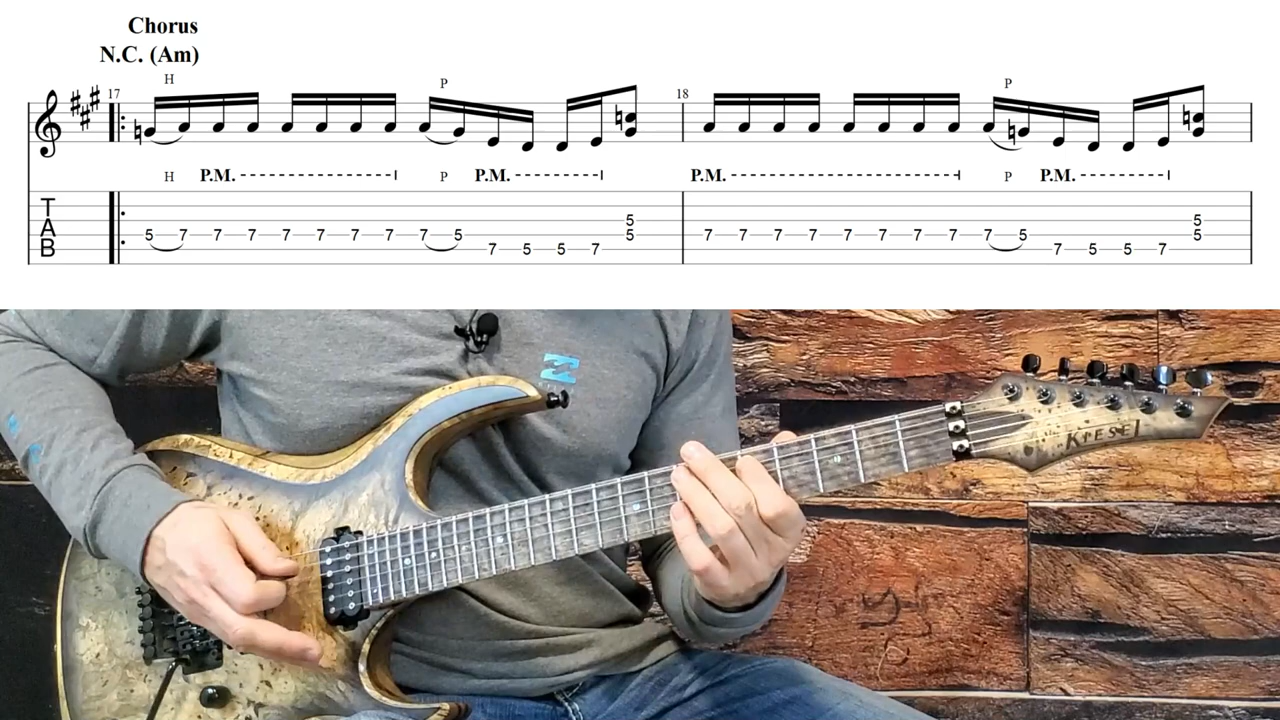 Chorus
N.C. (Am)
H P P
17 18
H P.M. P P.M. P.M. P P.M.
T
A
B
5 5
5 7 7 7 7 7 7 7 7 5 5 7 7 7 7 7 7 7 7 7 5 5
7 5 5 7 7 5 5 7
KIESEL